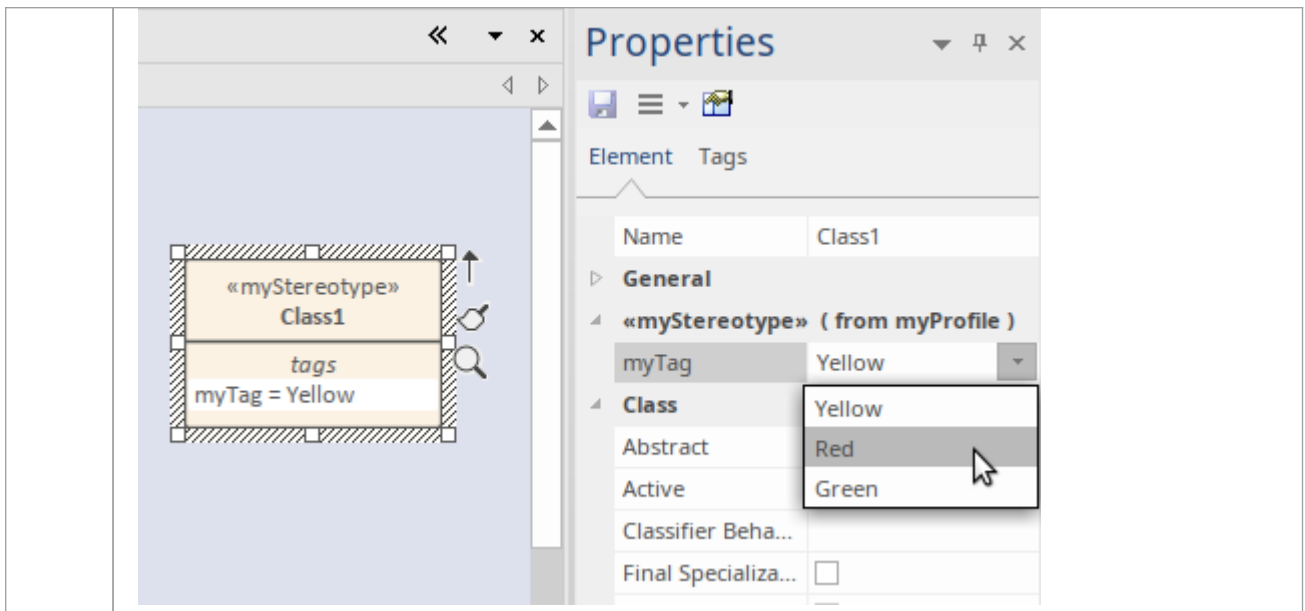 Properties
Element Tags
Name Class1
General
«myStereotype» ( from myProfile )
myTag Yellow
Class
Yellow
Abstract
Red
Active
Green
Classifier Beha...
Final Specializa...
«myStereotype»
Class1
tags
myTag = Yellow